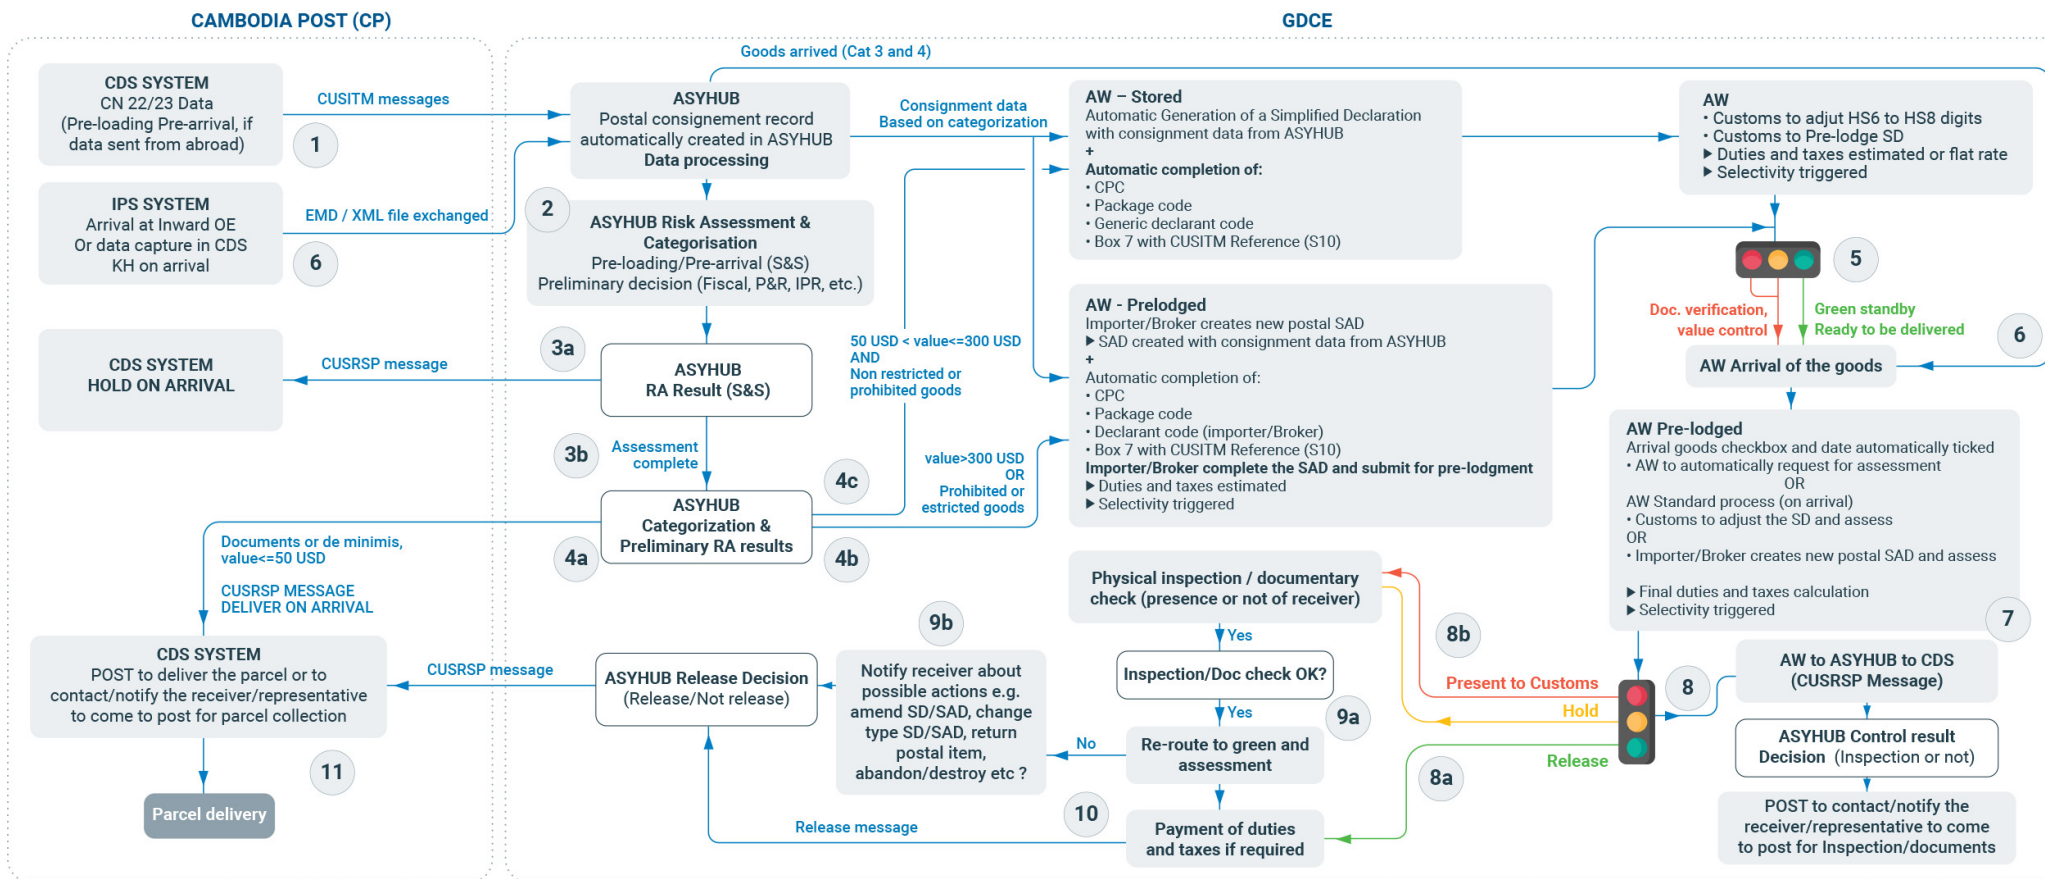 CAMBODIA POST (CP)
GDCE
Goods arrived (Cat 3 and 4)
CDS SYSTEM
CN 22/23 Data
(Pre-loading Pre-arrival, if
data sent from abroad)
1
CUSITM messages
IPS SYSTEM
Arrival at Inward OE
Or data capture in CDS
KH on arrival
6
EMD / XML file exchanged
ASYHUB
Postal consignement record
automatically created in ASYHUB
Data processing
2
ASYHUB Risk Assessment &
Categorisation
Pre-loading/Pre-arrival (S&S)
Preliminary decision (Fiscal, P&R, IPR, etc.)
Consignment data
Based on categorization
AW – Stored
Automatic Generation of a Simplified Declaration
with consignment data from ASYHUB
+
Automatic completion of:
• CPC
• Package code
• Generic declarant code
• Box 7 with CUSITM Reference (S10)
AW
• Customs to adjut HS6 to HS8 digits
• Customs to Pre-lodge SD
▶ Duties and taxes estimated or flat rate
▶ Selectivity triggered
5
Doc. verification,
value control
Green standby
Ready to be delivered
6
AW Arrival of the goods
CDS SYSTEM
HOLD ON ARRIVAL
CUSRSP message
3a
ASYHUB
RA Result (S&S)
3b
Assessment
complete
ASYHUB
Categorization &
Preliminary RA results
4a
4b
4c
50 USD < value<=300 USD
AND
Non restricted or
prohibited goods
value>300 USD
OR
Prohibited or
estricted goods
AW - Prelodged
Importer/Broker creates new postal SAD
▶ SAD created with consignment data from ASYHUB
+
Automatic completion of:
• CPC
• Package code
• Declarant code (importer/Broker)
• Box 7 with CUSITM Reference (S10)
Importer/Broker complete the SAD and submit for pre-lodgment
▶ Duties and taxes estimated
▶ Selectivity triggered
AW Pre-lodged
Arrival goods checkbox and date automatically ticked
• AW to automatically request for assessment
OR
AW Standard process (on arrival)
• Customs to adjust the SD and assess
OR
• Importer/Broker creates new postal SAD and assess
▶ Final duties and taxes calculation
▶ Selectivity triggered
7
Documents or de minimis,
value<=50 USD
CUSRSP MESSAGE
DELIVER ON ARRIVAL
CDS SYSTEM
POST to deliver the parcel or to
contact/notify the receiver/representative
to come to post for parcel collection
11
Parcel delivery
CUSRSP message
ASYHUB Release Decision
(Release/Not release)
9b
Notify receiver about
possible actions e.g.
amend SD/SAD, change
type SD/SAD, return
postal item,
abandon/destroy etc ?
Physical inspection / documentary
check (presence or not of receiver)
Yes
Inspection/Doc check OK?
Yes
9a
No
Re-route to green and
assessment
10
Release message
Payment of duties
and taxes if required
8b
Present to Customs
Hold
Release
8a
8
AW to ASYHUB to CDS
(CUSRSP Message)
ASYHUB Control result
Decision (Inspection or not)
POST to contact/notify the
receiver/representative to come
to post for Inspection/documents